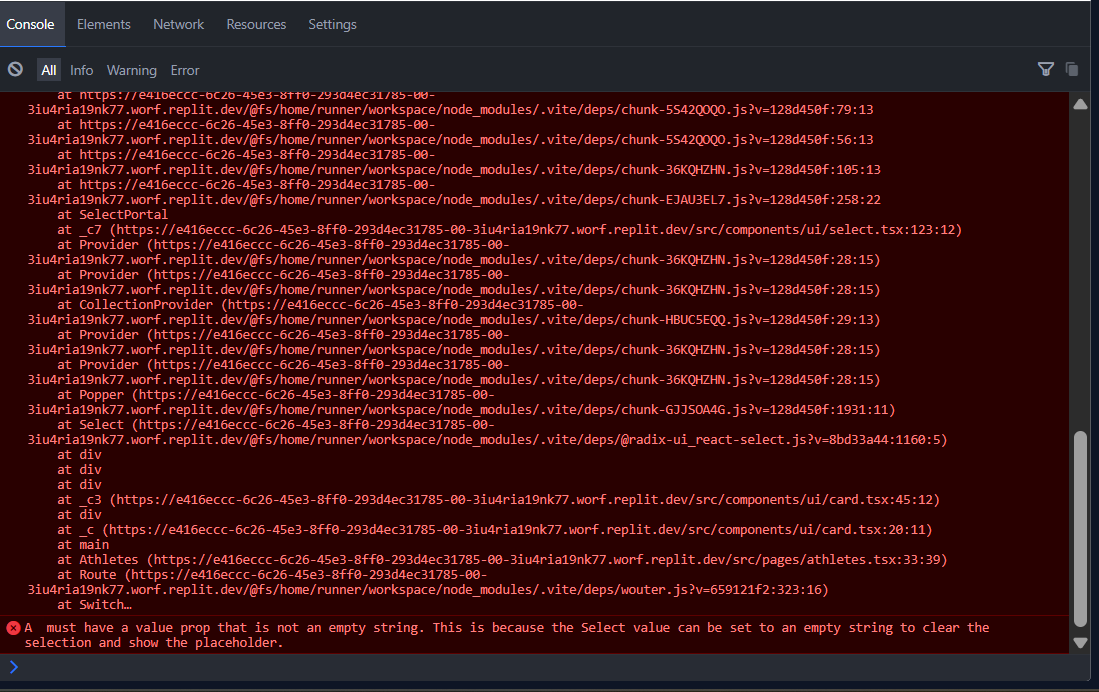 Console Elements Network Resources Settings
All Info Warning Error
at https://e416eccc-6c26-45e3-8ff0-293d4ec31785-00-
3iu4ria19nk77.worf.replit.dev/@fs/home/runner/workspace/node_modules/.vite/deps/chunk-5S42QOQO.js?v=128d450f:79:13
at https://e416eccc-6c26-45e3-8ff0-293d4ec31785-00-
3iu4ria19nk77.worf.replit.dev/@fs/home/runner/workspace/node_modules/.vite/deps/chunk-5S42QOQO.js?v=128d450f:56:13
at https://e416eccc-6c26-45e3-8ff0-293d4ec31785-00-
3iu4ria19nk77.worf.replit.dev/@fs/home/runner/workspace/node_modules/.vite/deps/chunk-36KQHZHN.js?v=128d450f:105:13
at https://e416eccc-6c26-45e3-8ff0-293d4ec31785-00-
3iu4ria19nk77.worf.replit.dev/@fs/home/runner/workspace/node_modules/.vite/deps/chunk-EJAU3EL7.js?v=128d450f:258:22
at SelectPortal
at _c7 (https://e416eccc-6c26-45e3-8ff0-293d4ec31785-00-3iu4ria19nk77.worf.replit.dev/src/components/ui/select.tsx:123:12)
at Provider (https://e416eccc-6c26-45e3-8ff0-293d4ec31785-00-
3iu4ria19nk77.worf.replit.dev/@fs/home/runner/workspace/node_modules/.vite/deps/chunk-36KQHZHN.js?v=128d450f:28:15)
at Provider (https://e416eccc-6c26-45e3-8ff0-293d4ec31785-00-
3iu4ria19nk77.worf.replit.dev/@fs/home/runner/workspace/node_modules/.vite/deps/chunk-36KQHZHN.js?v=128d450f:28:15)
at CollectionProvider (https://e416eccc-6c26-45e3-8ff0-293d4ec31785-00-
3iu4ria19nk77.worf.replit.dev/@fs/home/runner/workspace/node_modules/.vite/deps/chunk-HBUC5EQQ.js?v=128d450f:29:13)
at Provider (https://e416eccc-6c26-45e3-8ff0-293d4ec31785-00-
3iu4ria19nk77.worf.replit.dev/@fs/home/runner/workspace/node_modules/.vite/deps/chunk-36KQHZHN.js?v=128d450f:28:15)
at Provider (https://e416eccc-6c26-45e3-8ff0-293d4ec31785-00-
3iu4ria19nk77.worf.replit.dev/@fs/home/runner/workspace/node_modules/.vite/deps/chunk-36KQHZHN.js?v=128d450f:28:15)
at Popper (https://e416eccc-6c26-45e3-8ff0-293d4ec31785-00-
3iu4ria19nk77.worf.replit.dev/@fs/home/runner/workspace/node_modules/.vite/deps/chunk-GJJSOA4G.js?v=128d450f:1931:11)
at Select (https://e416eccc-6c26-45e3-8ff0-293d4ec31785-00-
3iu4ria19nk77.worf.replit.dev/@fs/home/runner/workspace/node_modules/.vite/deps/@radix-ui_react-select.js?v=8bd33a44:1160:5)
at div
at div
at div
at _c3 (https://e416eccc-6c26-45e3-8ff0-293d4ec31785-00-3iu4ria19nk77.worf.replit.dev/src/components/ui/card.tsx:45:12)
at div
at _c (https://e416eccc-6c26-45e3-8ff0-293d4ec31785-00-3iu4ria19nk77.worf.replit.dev/src/components/ui/card.tsx:20:11)
at main
at Athletes (https://e416eccc-6c26-45e3-8ff0-293d4ec31785-00-3iu4ria19nk77.worf.replit.dev/src/pages/athletes.tsx:33:39)
at Route (https://e416eccc-6c26-45e3-8ff0-293d4ec31785-00-
3iu4ria19nk77.worf.replit.dev/@fs/home/runner/workspace/node_modules/.vite/deps/wouter.js?v=659121f2:323:16)
at Switch…
A  must have a value prop that is not an empty string. This is because the Select value can be set to an empty string to clear the
selection and show the placeholder.